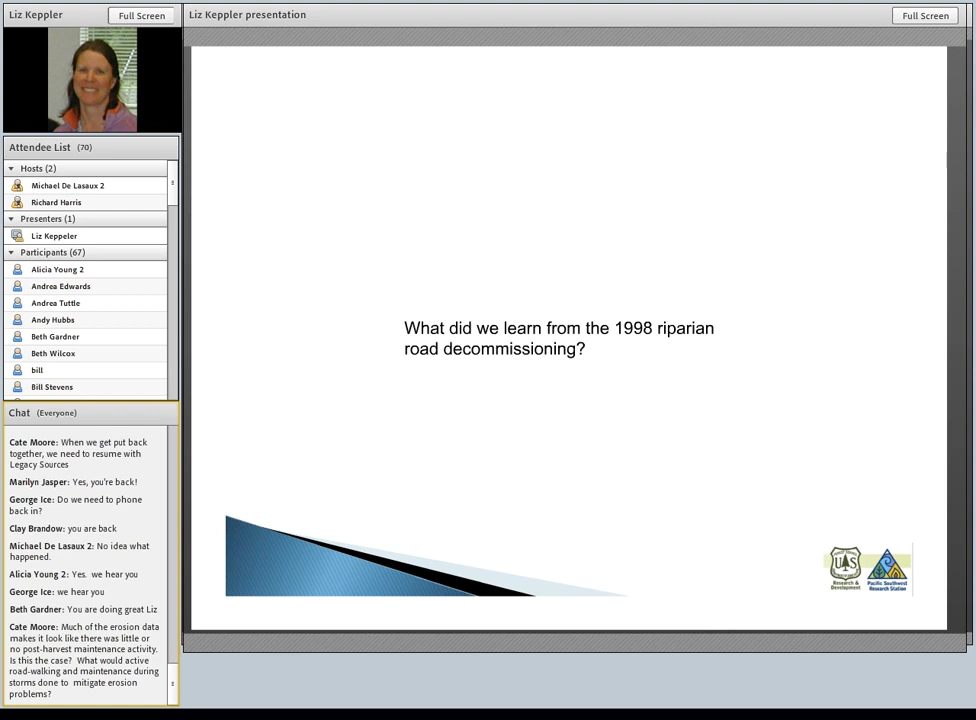 Liz Keppler
Full Screen
Liz Keppler presentation
Full Screen
Attendee List (70)
Hosts (2)
Michael De Lasaux 2
Richard Harris
Presenters (1)
Liz Keppeler
Participants (67)
Alicia Young 2
Andrea Edwards
Andrea Tuttle
Andy Hubbs
Beth Gardner
Beth Wilcox
bill
Bill Stevens
Chat (Everyone)
Cate Moore: When we get put back
together, we need to resume with
Legacy Sources
Marilyn Jasper: Yes, you're back!
George Ice: Do we need to phone
back in?
Clay Brandow: you are back
Michael De Lasaux 2: No idea what
happened.
Alicia Young 2: Yes. we hear you
George Ice: we hear you
Beth Gardner: You are doing great Liz
Cate Moore: Much of the erosion data
makes it look like there was little or
no post-harvest maintenance activity.
Is this the case? What would active
road-walking and maintenance during
storms done to mitigate erosion
problems?
What did we learn from the 1998 riparian
road decommissioning?
UAS
Research &
Development
Pacific Southwest
Research Station